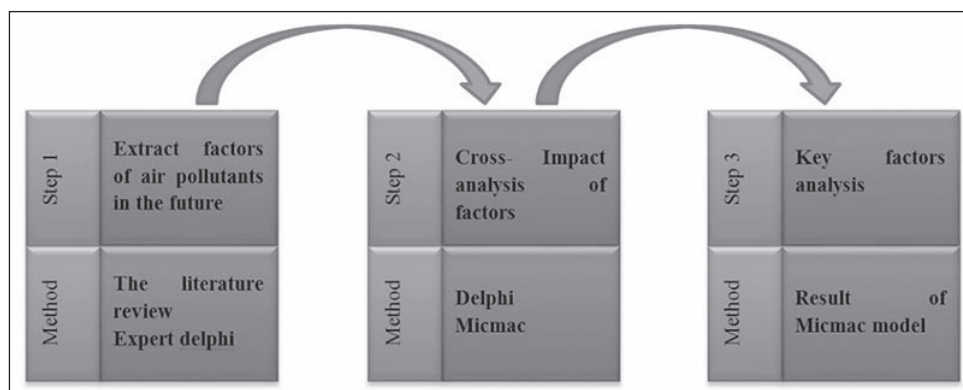 Step 1
Extract factors
of air pollutants
in the future
Method
The literature
review
Expert delphi
Step 2
Cross- Impact
analysis of
factors
Method
Delphi
Micmac
Step 3
Key factors
analysis
Method
Result of
Micmac model